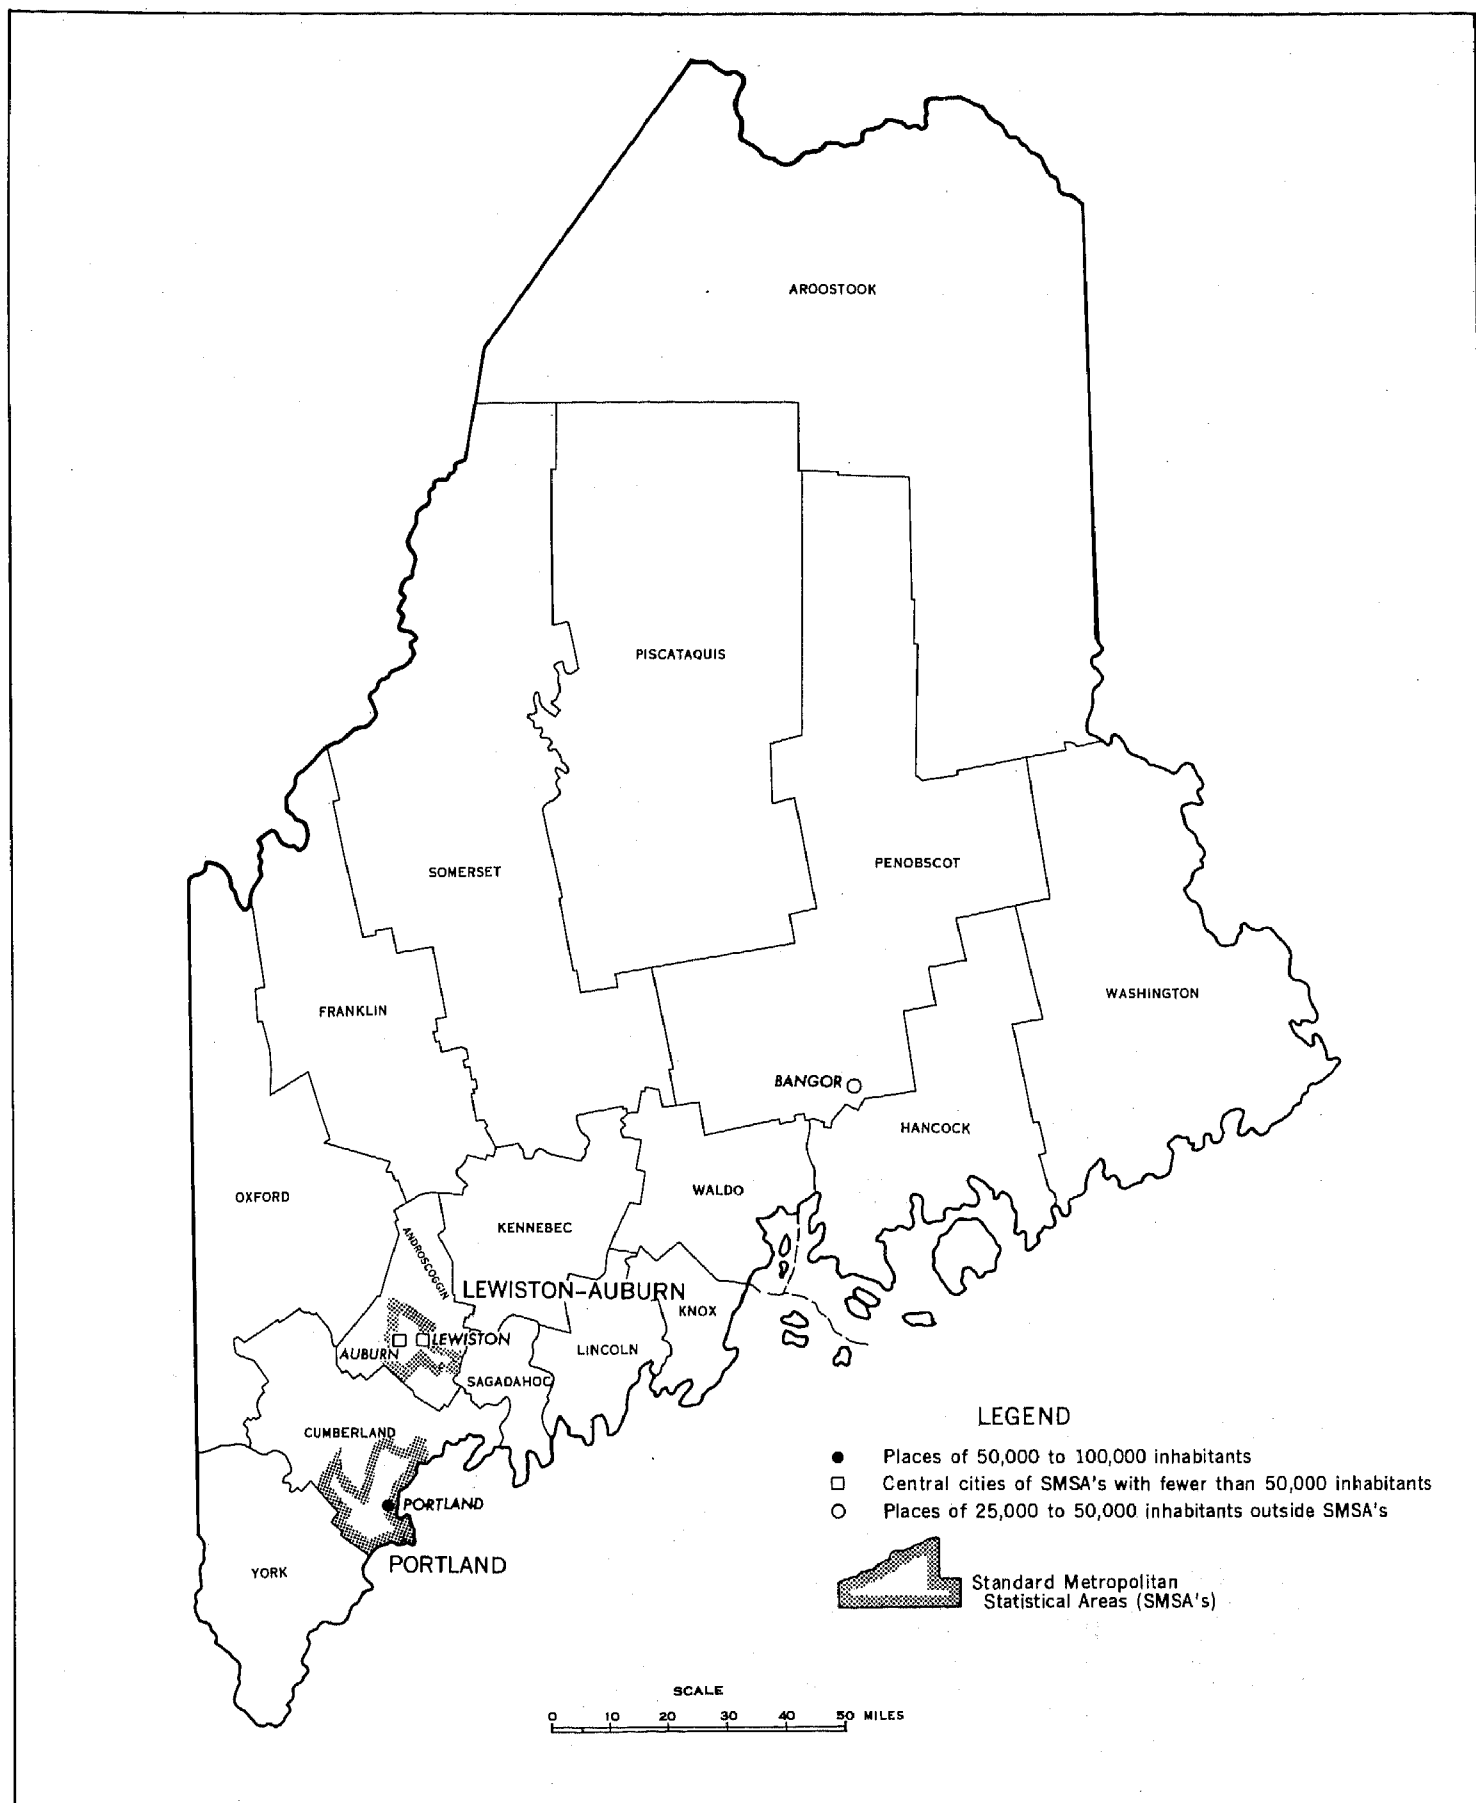 AROOSTOOK
PISCATAQUIS
PENOBSCOT
SOMERSET
WASHINGTON
FRANKLIN
BANGOR
HANCOCK
WALDO
OXFORD
KENNEBEC
ANDROSCOGGIN
LEWISTON-AUBURN
KNOX
LEWISTON
AUBURN
LINCOLN
SAGADAHOC
CUMBERLAND
PORTLAND
PORTLAND
YORK
LEGEND
Places of 50,000 to 100,000 inhabitants
Central cities of SMSA's with fewer than 50,000 inhabitants
Places of 25,000 to 50,000 inhabitants outside SMSA's
Standard Metropolitan
Statistical Areas (SMSA's)
SCALE
0 10 20 30 40 50 MILES